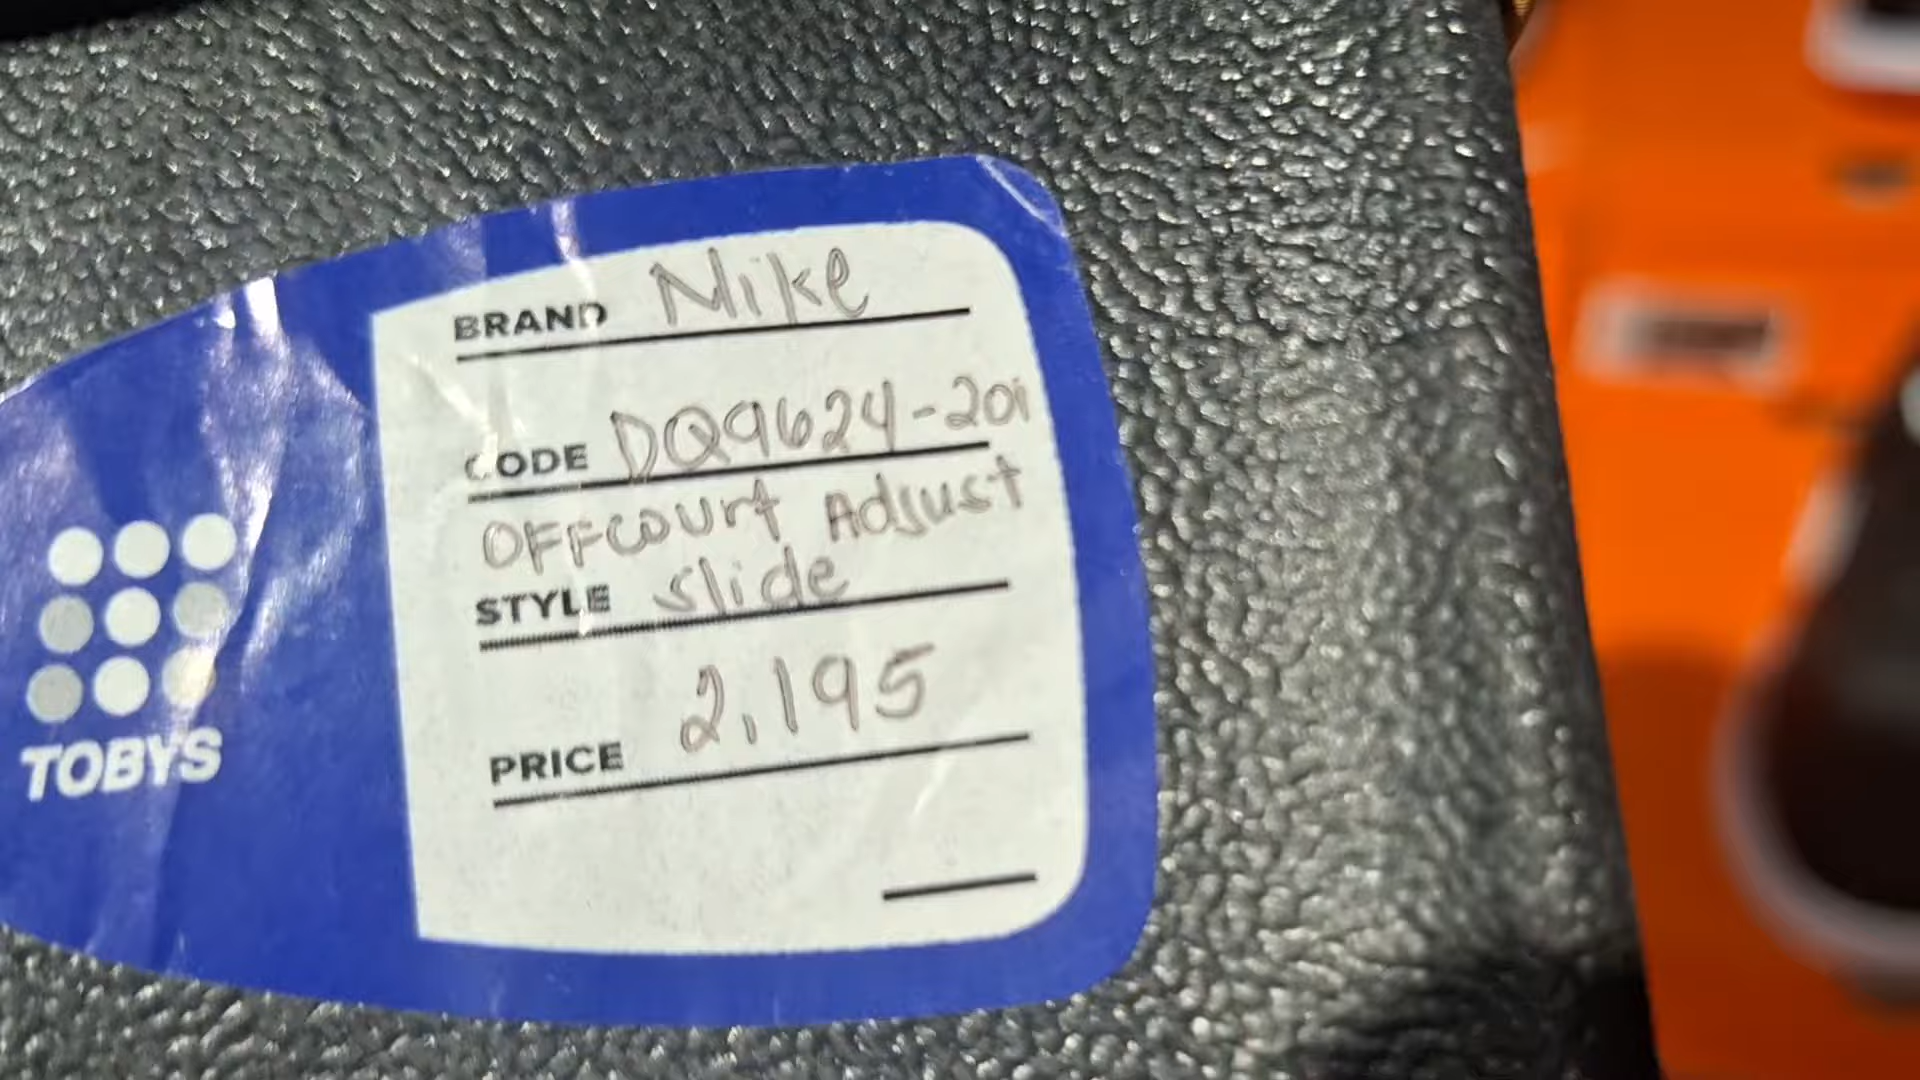 BRAND Nike
CODE DQ9624-201
OFFCOURT Adjust
STYLE slide
PRICE 2,195
TOBYS